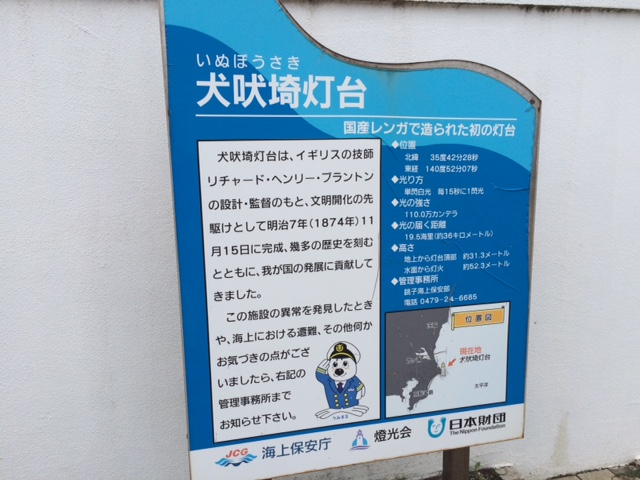 いぬぼうさき
犬吠埼灯台
国産レンガで造られた初の灯台
犬吠埼灯台は、イギリスの技師
リチャード・ヘンリー・ブラントン
の設計・監督のもと、文明開化の先
駆けとして明治7年(1874年)11
月15日に完成、幾多の歴史を刻む
とともに、我が国の発展に貢献して
きました。
この施設の異常を発見したとき
や、海上における遭難、その他何か
お気づきの点がござ
いましたら、右記の
管理事務所まで
お知らせ下さい。
うみまる
◆位置
北緯 35度42分28秒
東経 140度52分07秒
◆光り方
単閃白光 毎15秒に1閃光
◆光の強さ
110.0万カンデラ
◆光の届く距離
19.5海里(約36キロメートル)
◆高さ
地上から灯台頂部 約31.3メートル
水面から灯火 約52.3メートル
◆管理事務所
銚子海上保安部
電話 0479-24-6685
位置図
現在地
犬吠埼灯台
太平洋
JCG 海上保安庁
燈光会
日本財団
The Nippon Foundation